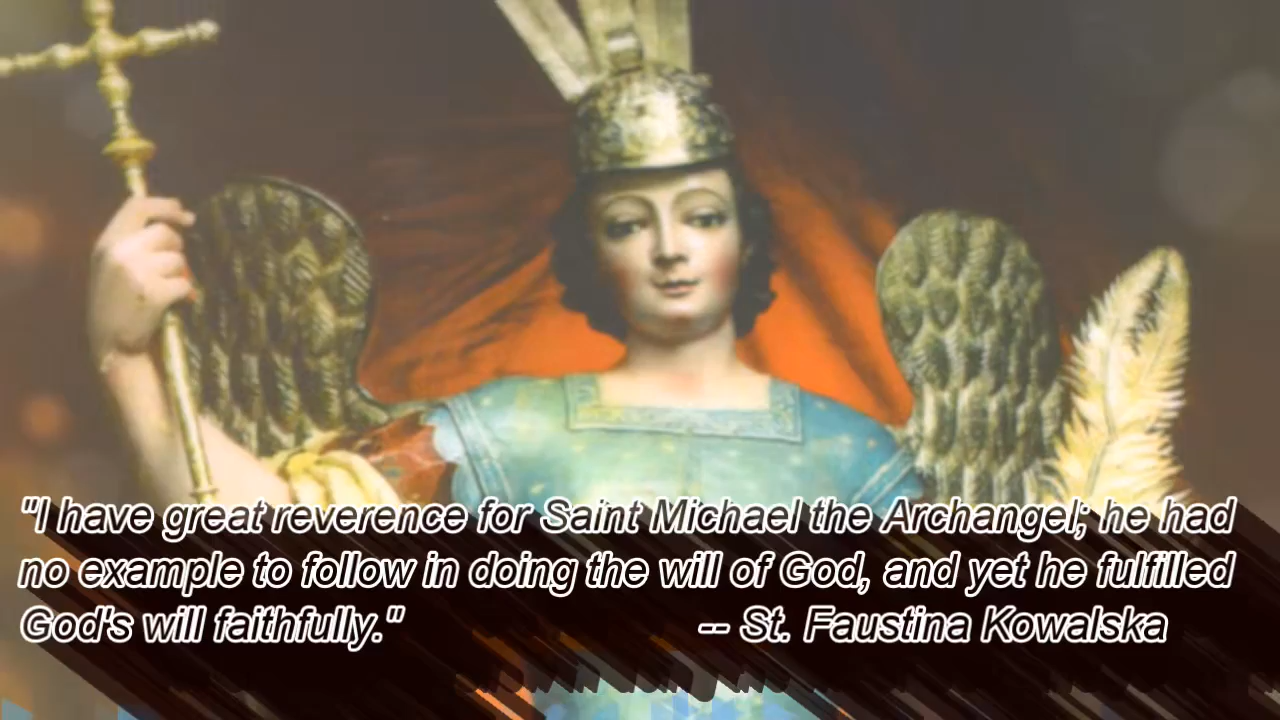 "I have great reverence for Saint Michael the Archangel; he had
no example to follow in doing the will of God, and yet he fulfilled
God's will faithfully." -- St. Faustina Kowalska